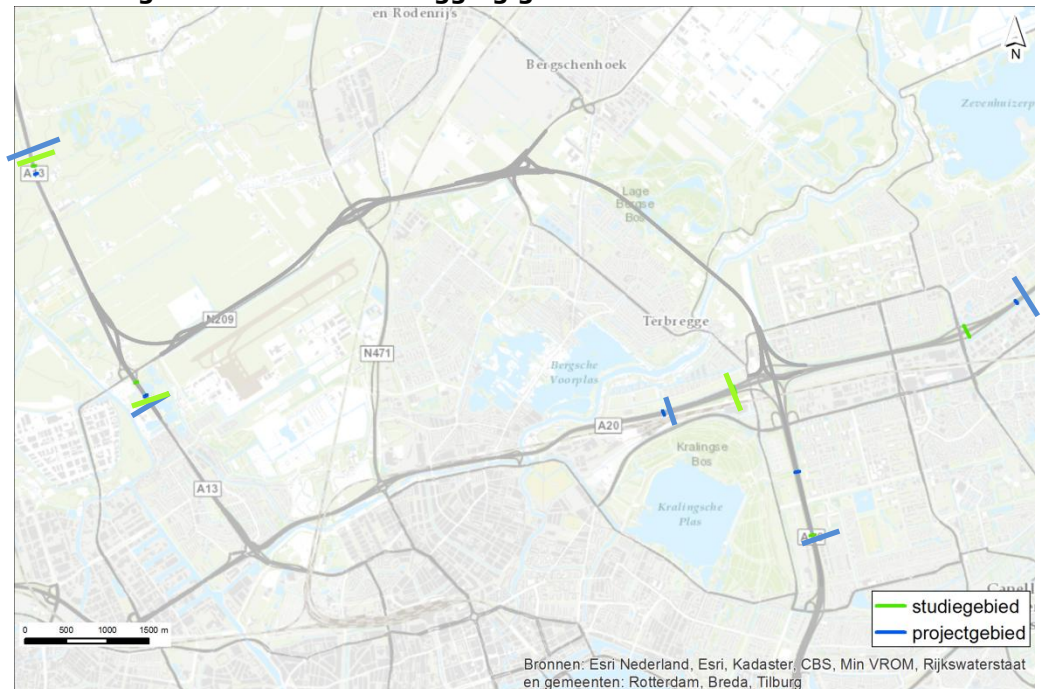 en Rodenrijs
Bergschenhoek
N
A13
Lage
Bergse
Bos
N209
Terbregge
N471
Bergsche
Voorplas
A20
Kralingse
Bos
A13
Kralingsche
Plas
0 500 1000 1500 m
studiegebied
projectgebied
Bronnen: Esri Nederland, Esri, Kadaster, CBS, Min VROM, Rijkswaterstaat
en gemeenten: Rotterdam, Breda, Tilburg